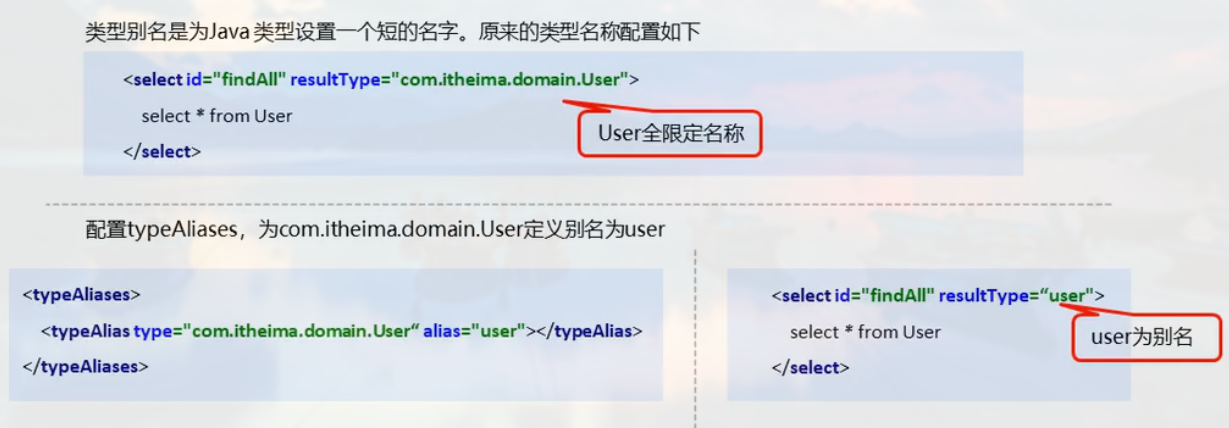 类型别名是为Java 类型设置一个短的名字。原来的类型名称配置如下
<select id="findAll" resultType="com.itheima.domain.User">
select * from User
</select>
User全限定名称
配置typeAliases，为com.itheima.domain.User定义别名为user
<typeAliases>
<typeAlias type="com.itheima.domain.User“ alias="user"></typeAlias>
</typeAliases>
<select id="findAll" resultType=“user">
select * from User
</select>
user为别名